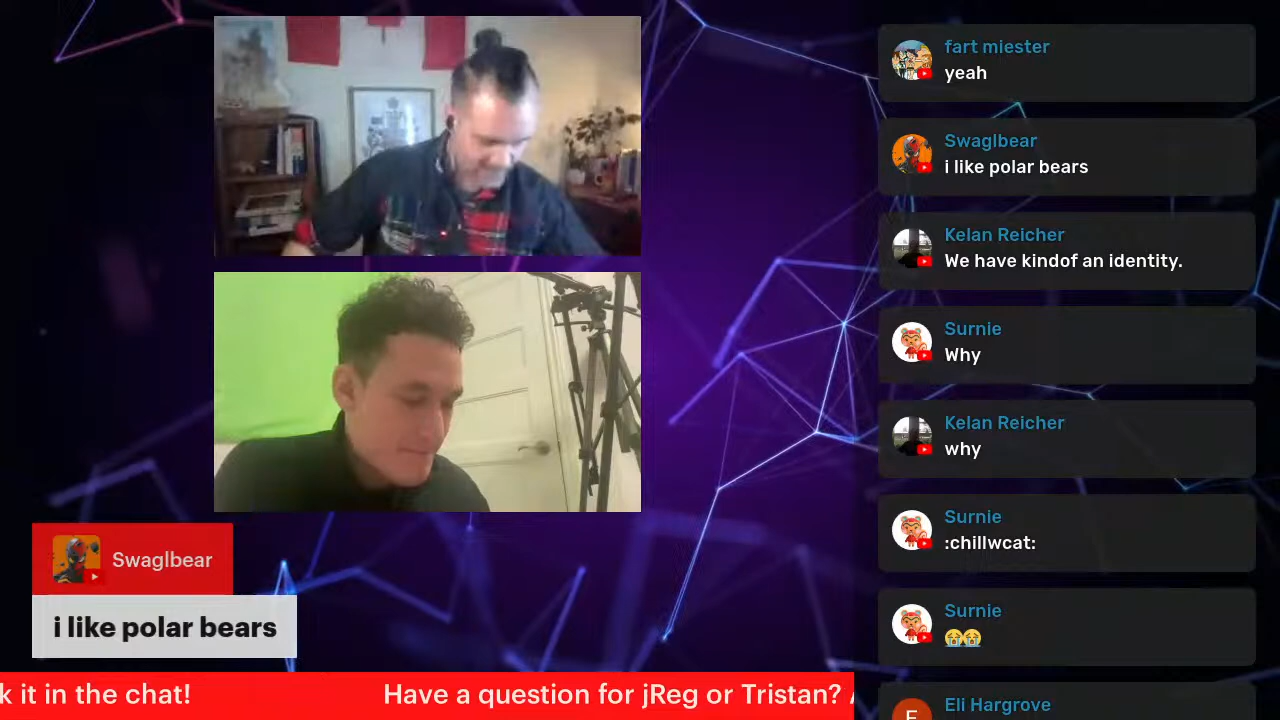 fart miester
yeah
Swaglbear
i like polar bears
Kelan Reicher
We have kindof an identity.
Surnie
Why
Kelan Reicher
why
Surnie
:chillwcat:
Surnie
😭😭
E
Eli Hargrove
Swaglbear
i like polar bears
k it in the chat!
Have a question for jReg or Tristan?